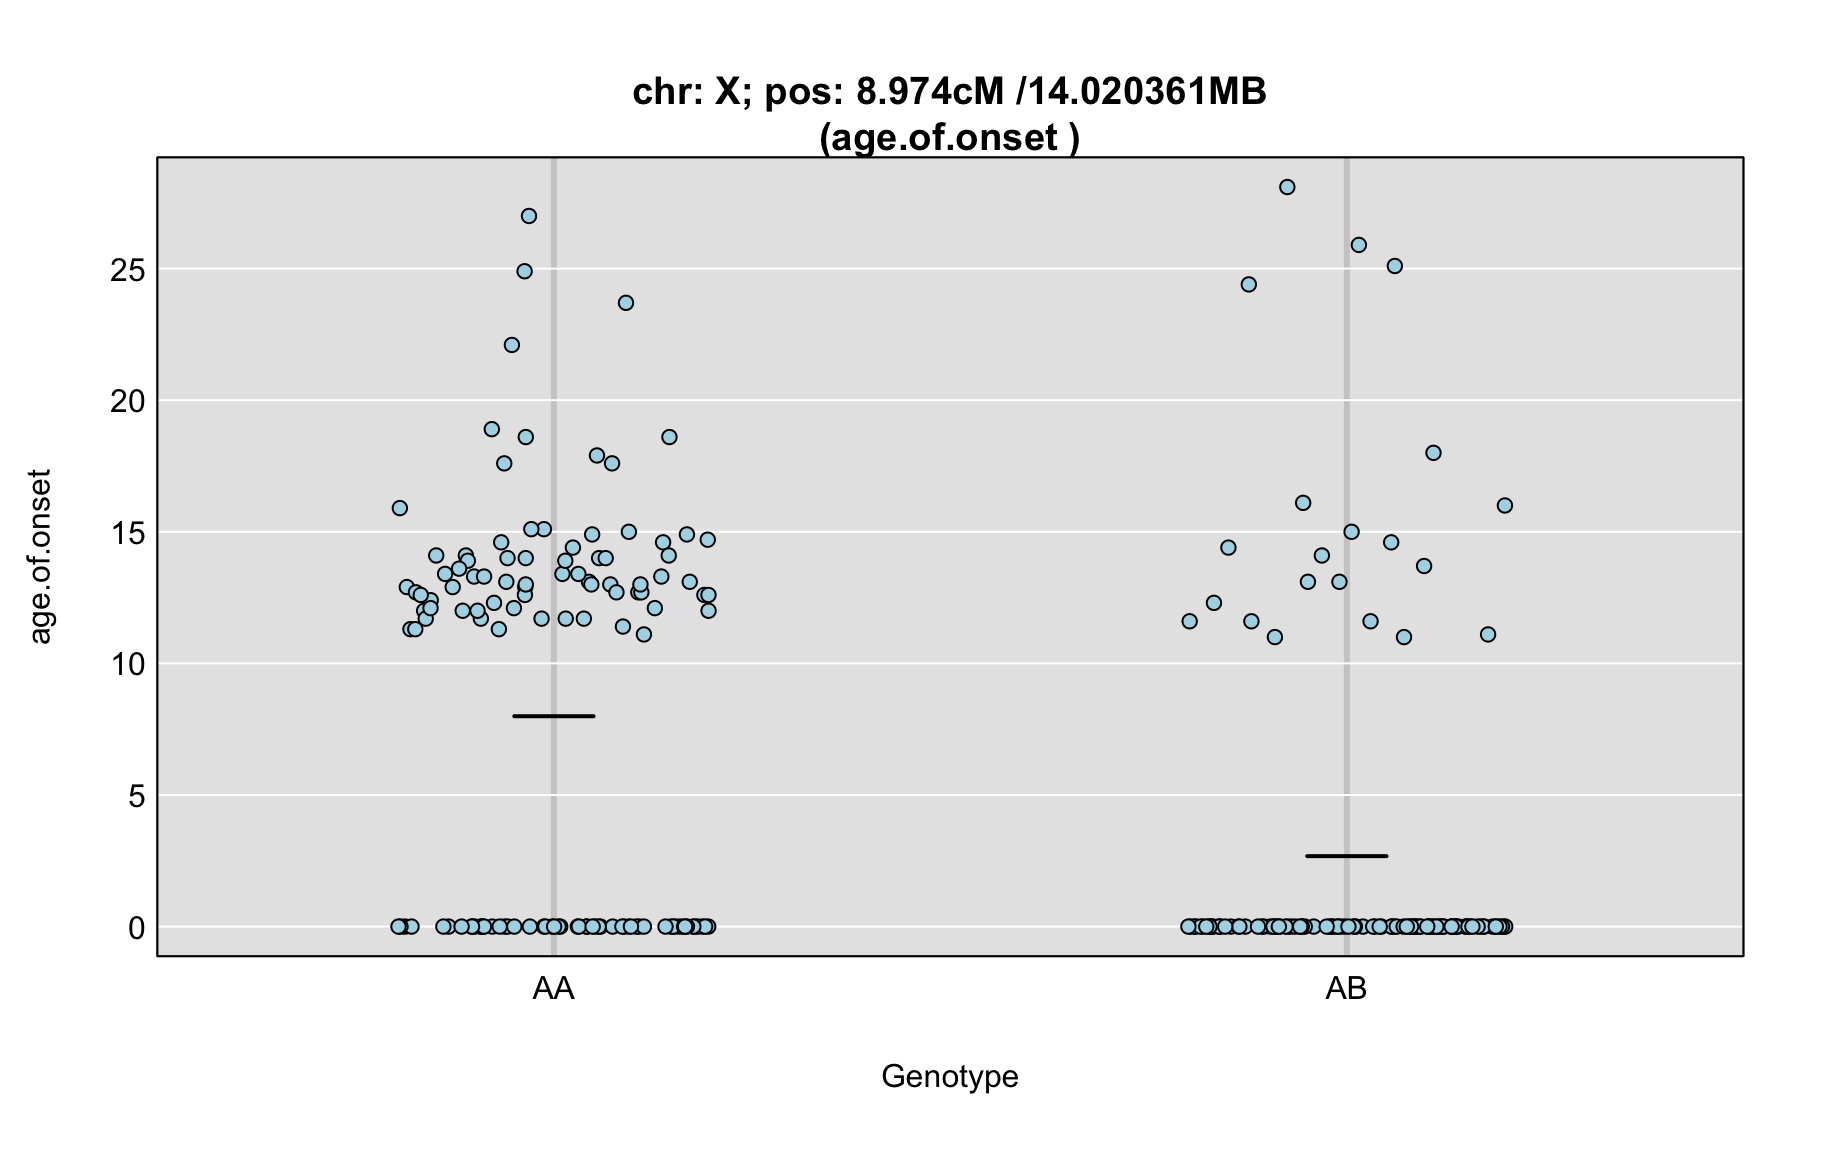 chr: X; pos: 8.974cM /14.020361MB
(age.of.onset )
age.of.onset
25
20
15
10
5
0
AA
AB
Genotype